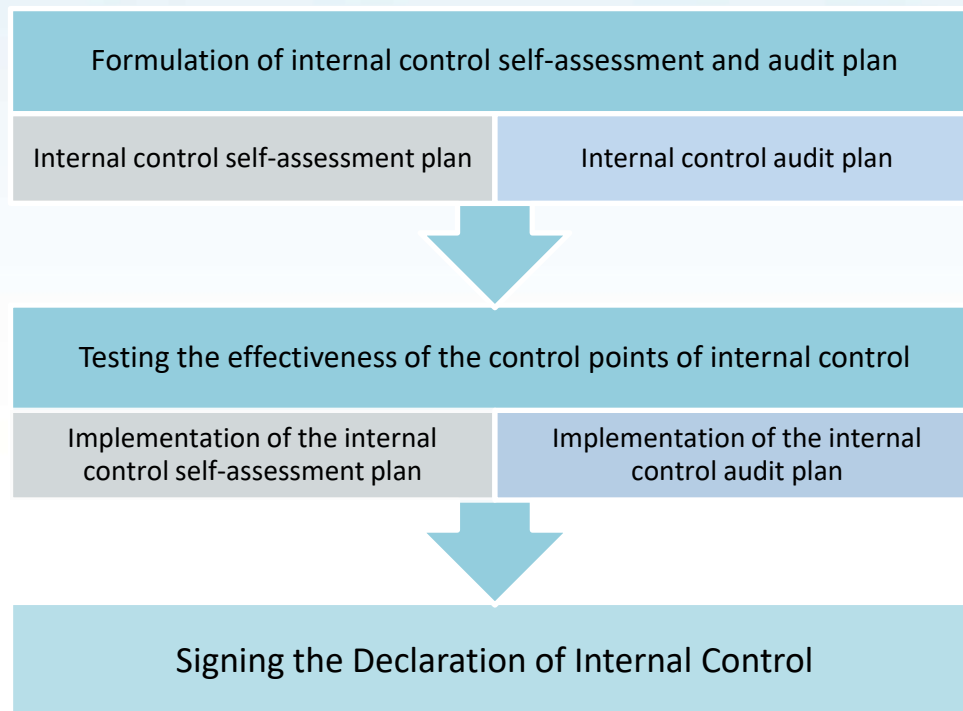 Formulation of internal control self-assessment and audit plan
Internal control self-assessment plan
Internal control audit plan
Testing the effectiveness of the control points of internal control
Implementation of the internal
control self-assessment plan
Implementation of the internal
control audit plan
Signing the Declaration of Internal Control